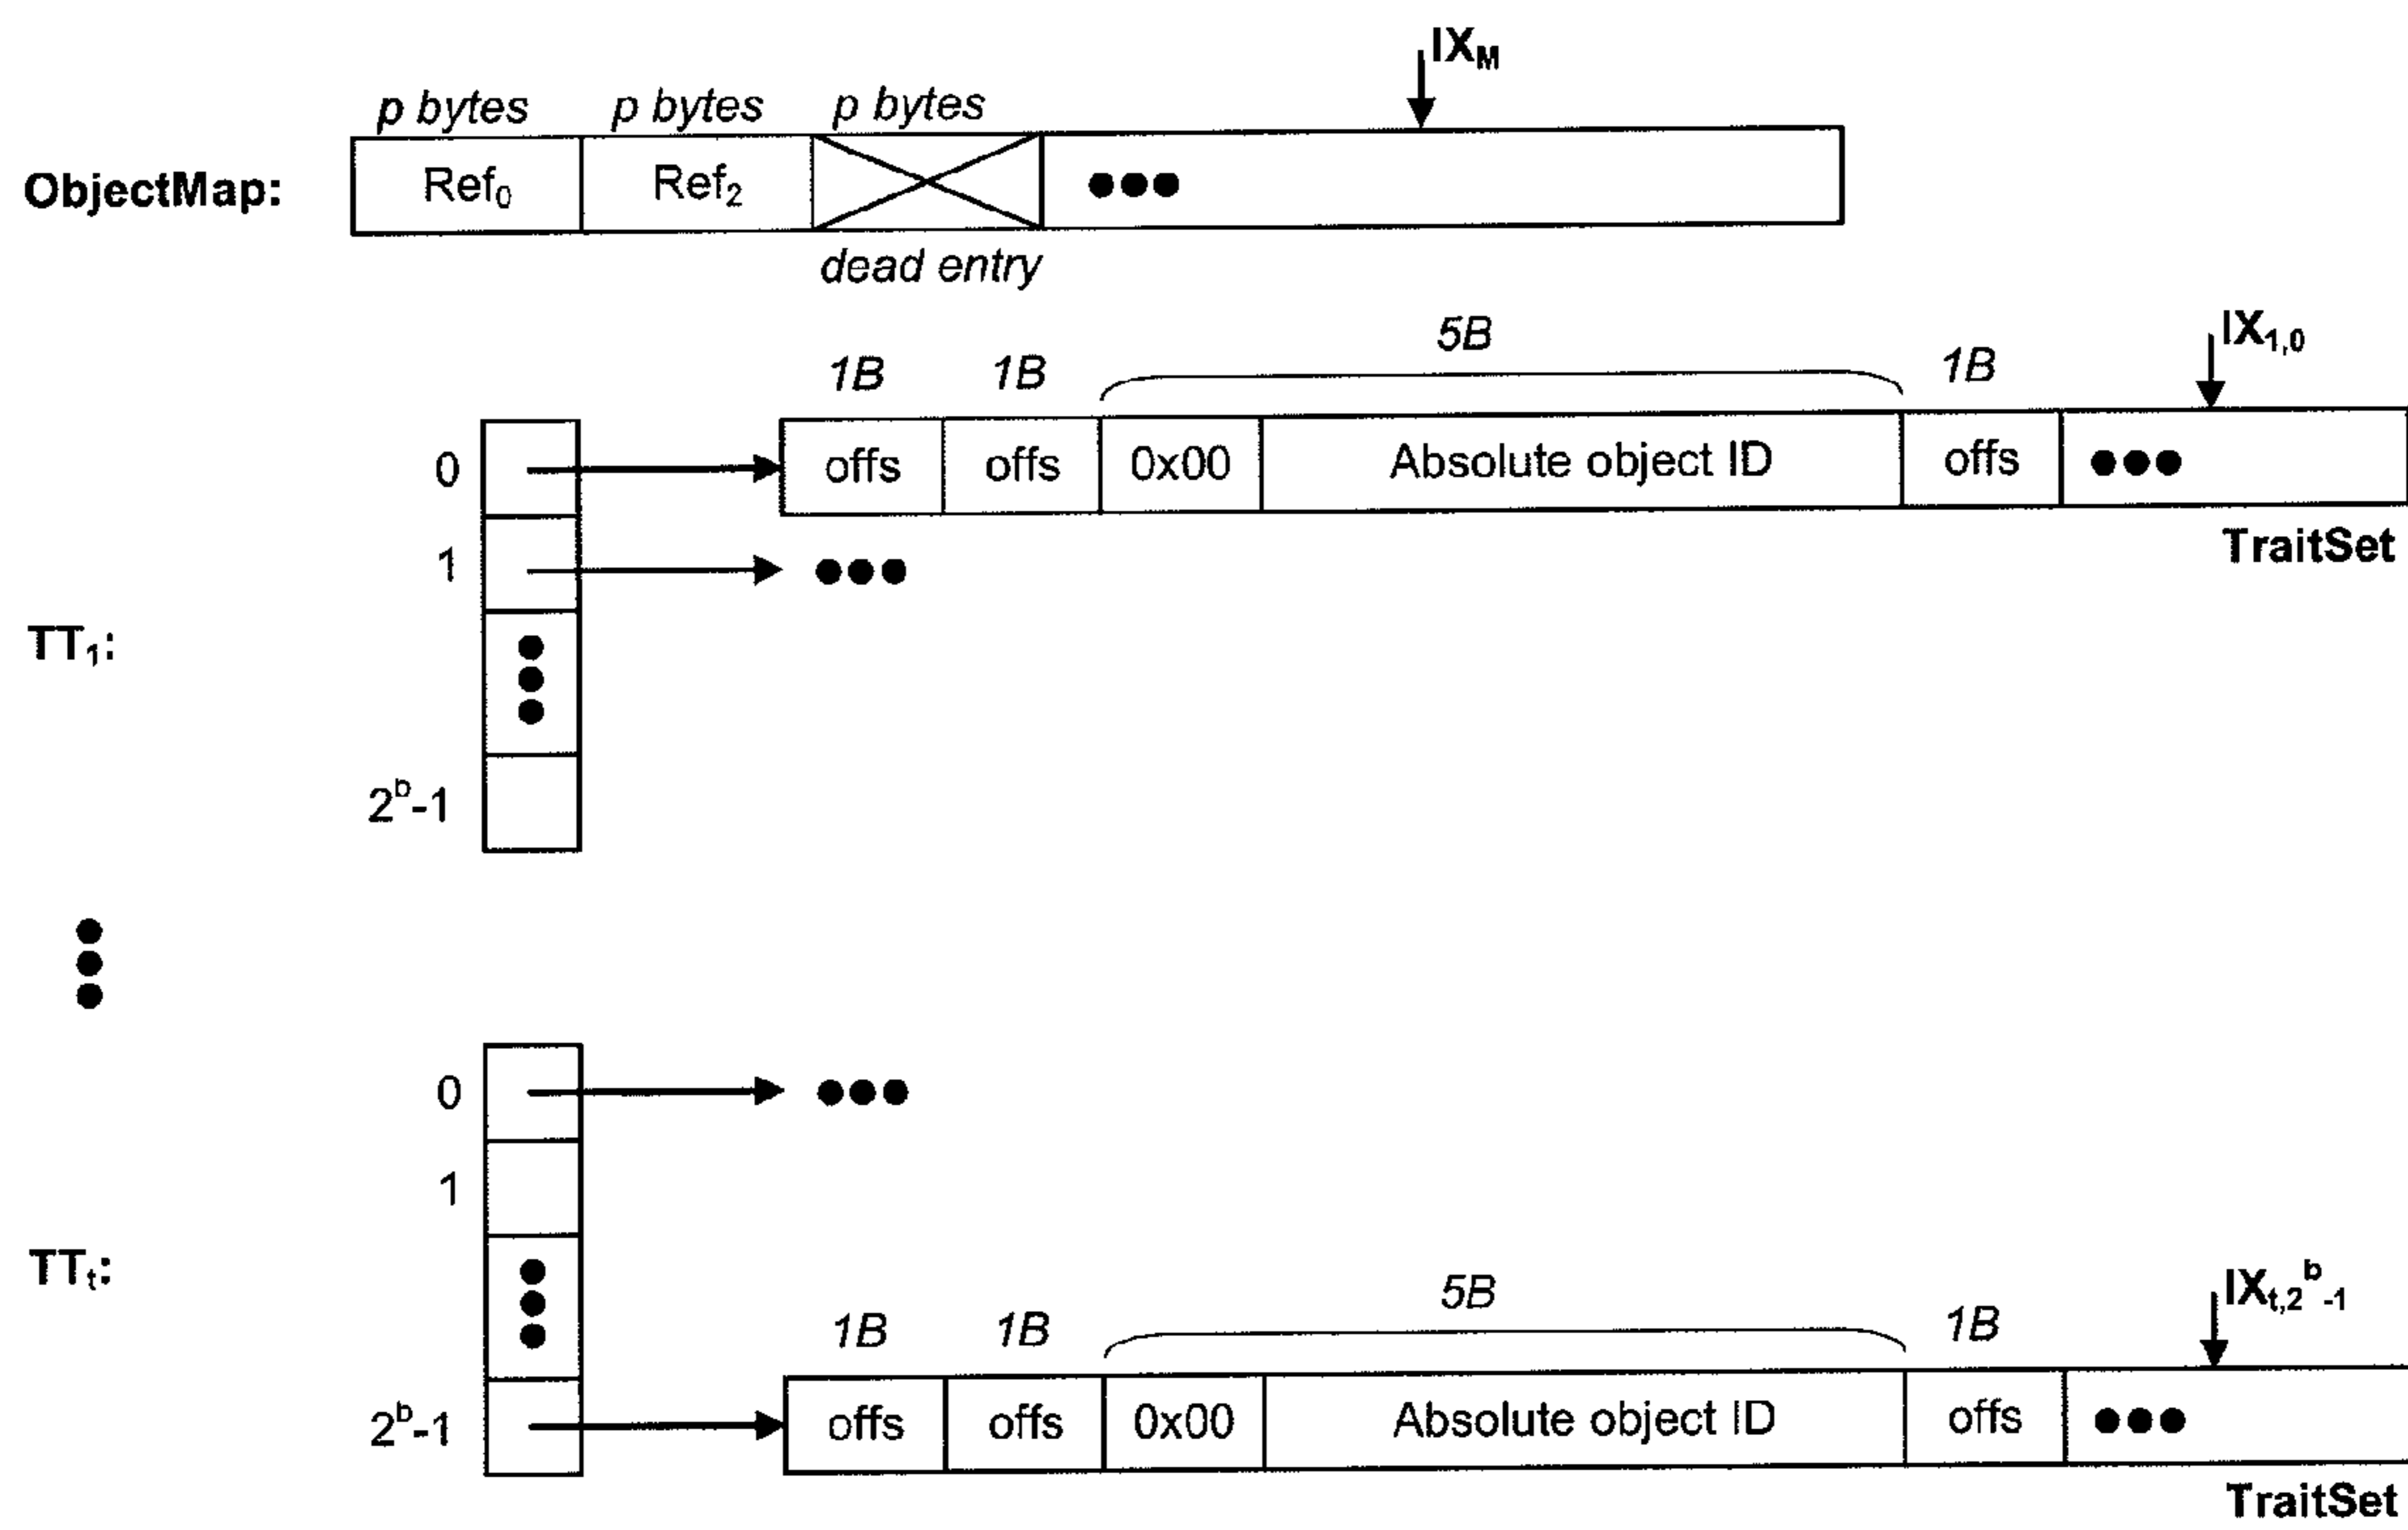 IX_M
p bytes p bytes p bytes
ObjectMap: Ref₀ Ref₂
dead entry
5B
IX₁,₀
1B 1B 1B
0 offs offs 0x00 Absolute object ID offs
TraitSet
1
TT₁:
2ᵇ-1
0
1
TTₜ:
5B
IXₜ,₂ᵇ₋₁
1B 1B 1B
2ᵇ-1 offs offs 0x00 Absolute object ID offs
TraitSet